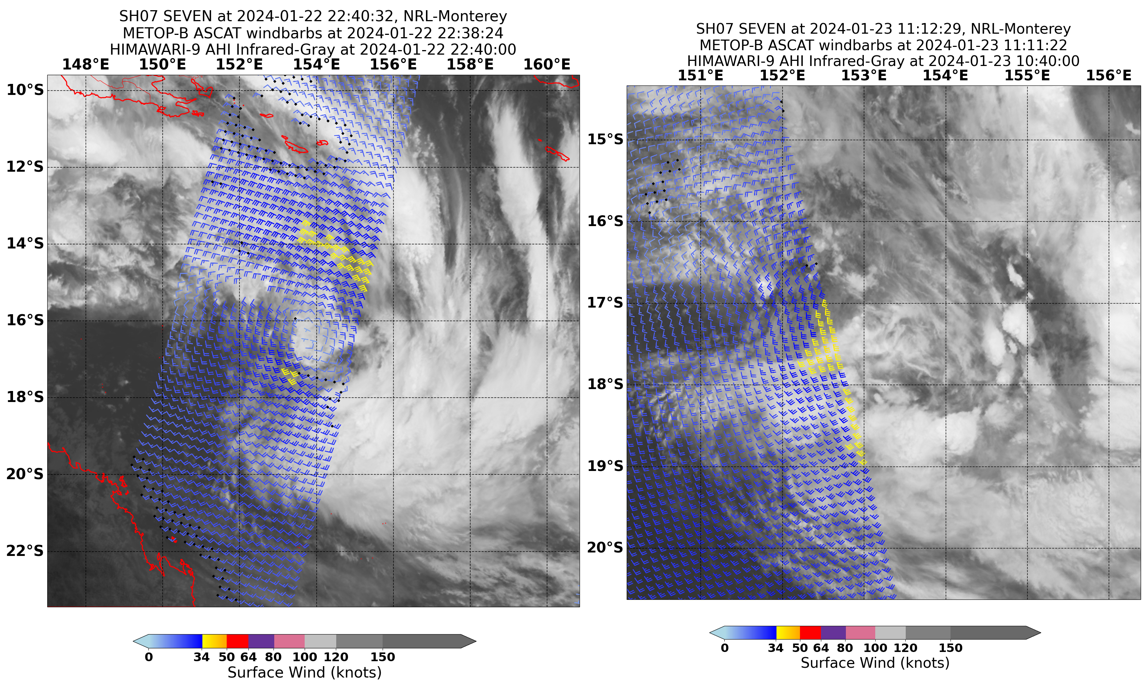 SH07 SEVEN at 2024-01-22 22:40:32, NRL-Monterey
METOP-B ASCAT windbarbs at 2024-01-22 22:38:24
HIMAWARI-9 AHI Infrared-Gray at 2024-01-22 22:40:00
148°E 150°E 152°E 154°E 156°E 158°E 160°E
10°S
12°S
14°S
16°S
18°S
20°S
22°S
0 34 50 64 80 100 120 150
Surface Wind (knots)
SH07 SEVEN at 2024-01-23 11:12:29, NRL-Monterey
METOP-B ASCAT windbarbs at 2024-01-23 11:11:22
HIMAWARI-9 AHI Infrared-Gray at 2024-01-23 10:40:00
151°E 152°E 153°E 154°E 155°E 156°E
15°S
16°S
17°S
18°S
19°S
20°S
0 34 50 64 80 100 120 150
Surface Wind (knots)